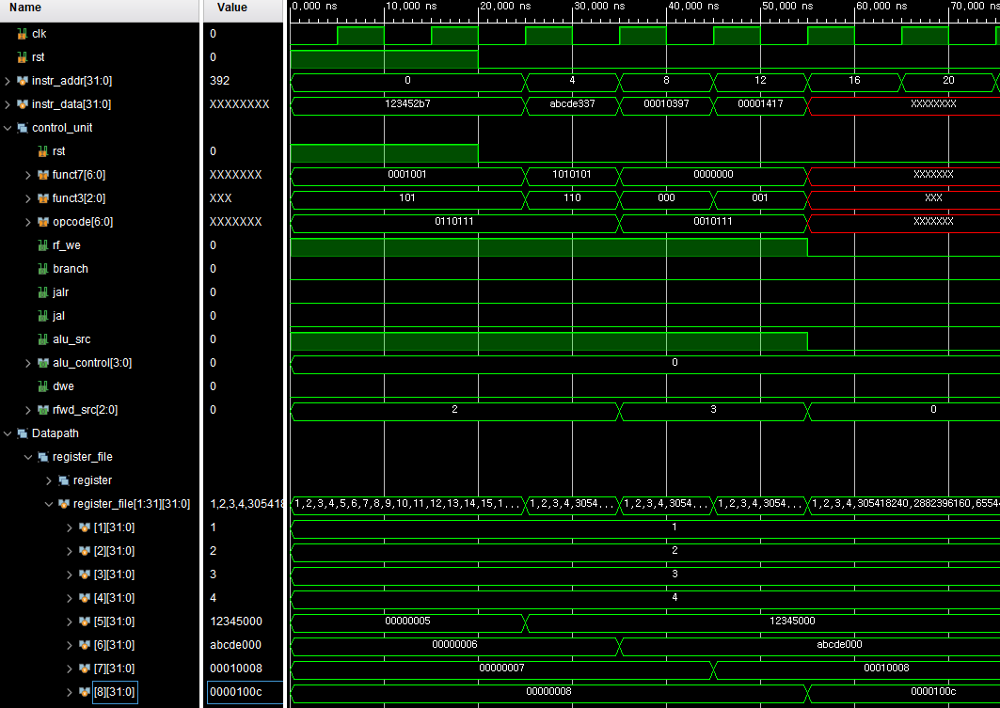 Name Value 0,000 ns 10,000 ns 20,000 ns 30,000 ns 40,000 ns 50,000 ns 60,000 ns 70,000
clk 0
rst 0
instr_addr[31:0] 392 0 4 8 12 16 20
instr_data[31:0] XXXXXXXX 123452b7 abcde337 00010397 00001417 XXXXXXXX
control_unit
rst 0
funct7[6:0] XXXXXXX 0001001 1010101 0000000 XXXXXXX
funct3[2:0] XXX 101 110 000 001 XXX
opcode[6:0] XXXXXXX 0110111 0010111 XXXXXXX
rf_we 0
branch 0
jalr 0
jal 0
alu_src 0
alu_control[3:0] 0 0
dwe 0
rfwd_src[2:0] 0 2 3 0
Datapath
register_file
register
register_file[1:31][31:0] 1,2,3,4,305418 1,2,3,4,5,6,7,8,9,10,11,12,13,14,15,1... 1,2,3,4,3054... 1,2,3,4,3054... 1,2,3,4,3054... 1,2,3,4,305418240,2882396160,6554
[1][31:0] 1 1
[2][31:0] 2 2
[3][31:0] 3 3
[4][31:0] 4 4
[5][31:0] 12345000 00000005 12345000
[6][31:0] abcde000 00000006 abcde000
[7][31:0] 00010008 00000007 00010008
[8][31:0] 0000100c 00000008 0000100c